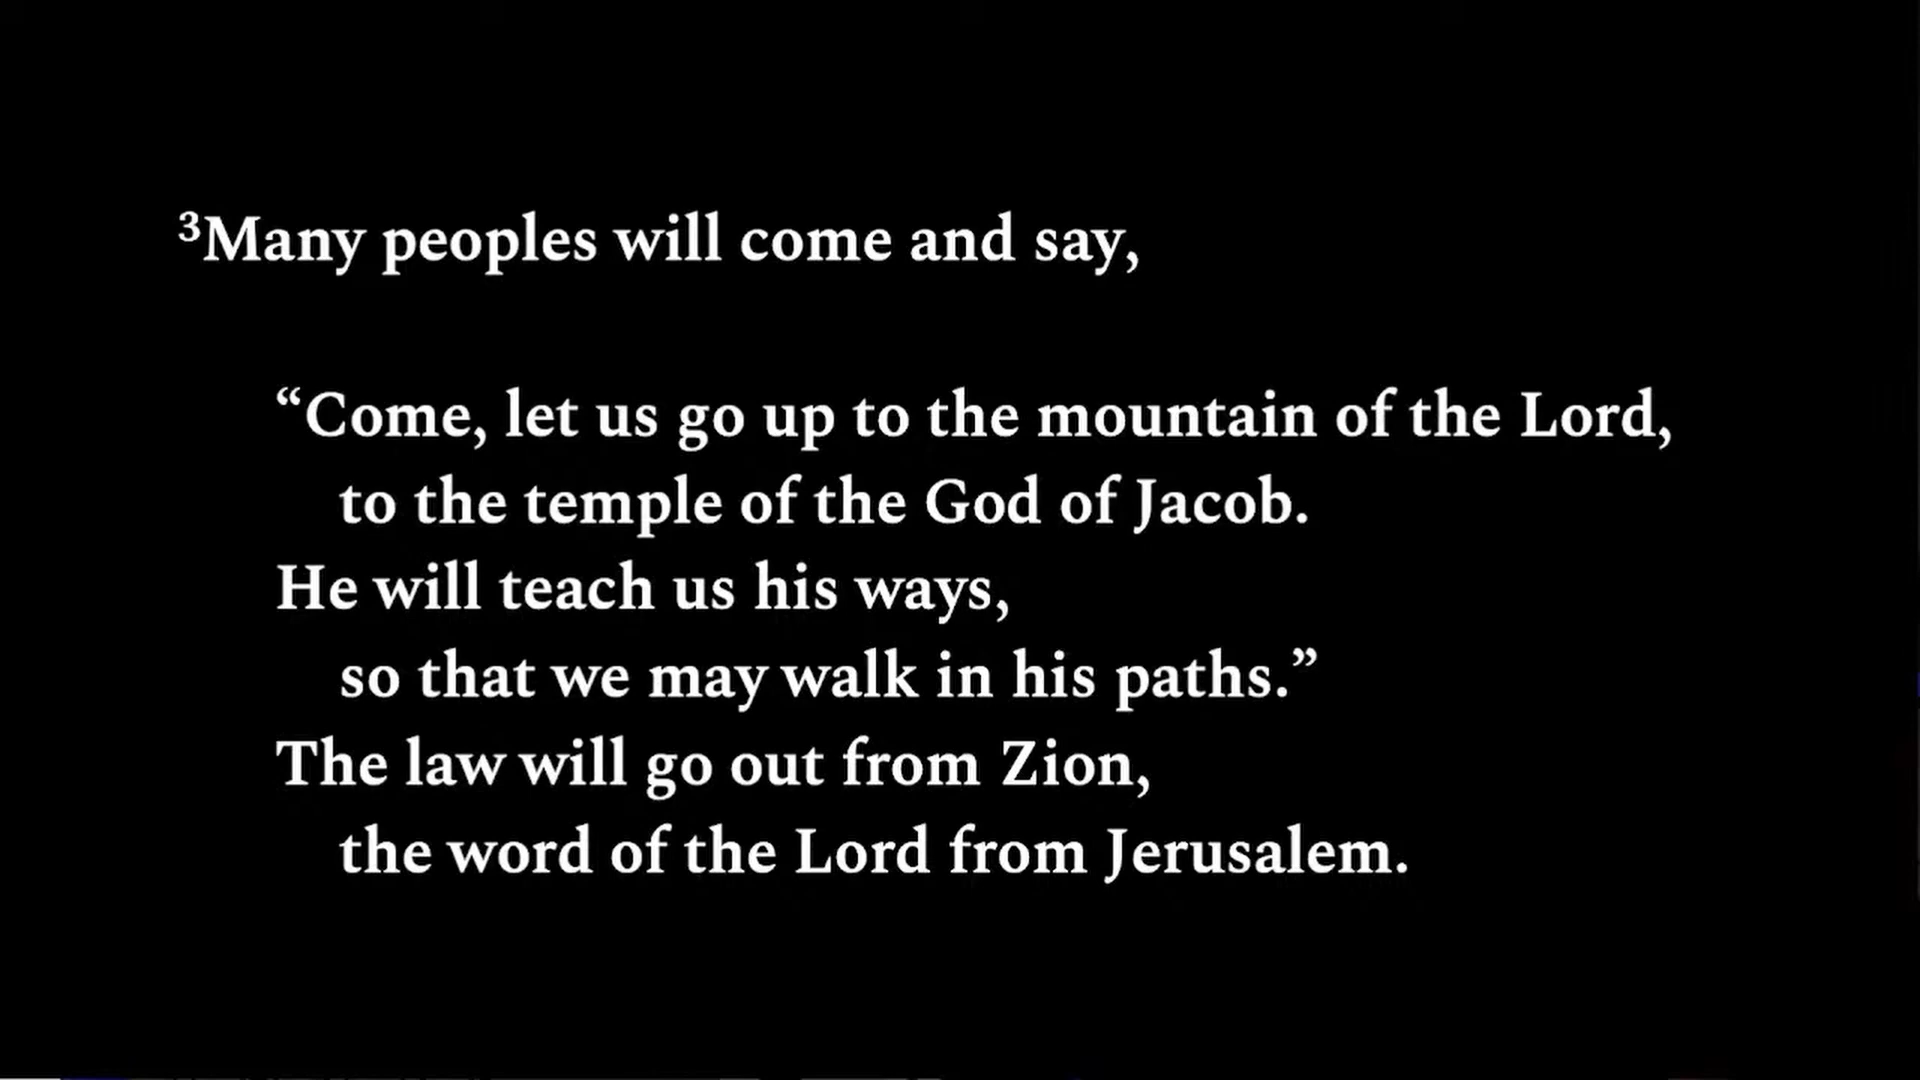 ³Many peoples will come and say,
“Come, let us go up to the mountain of the Lord,
to the temple of the God of Jacob.
He will teach us his ways,
so that we may walk in his paths.”
The law will go out from Zion,
the word of the Lord from Jerusalem.